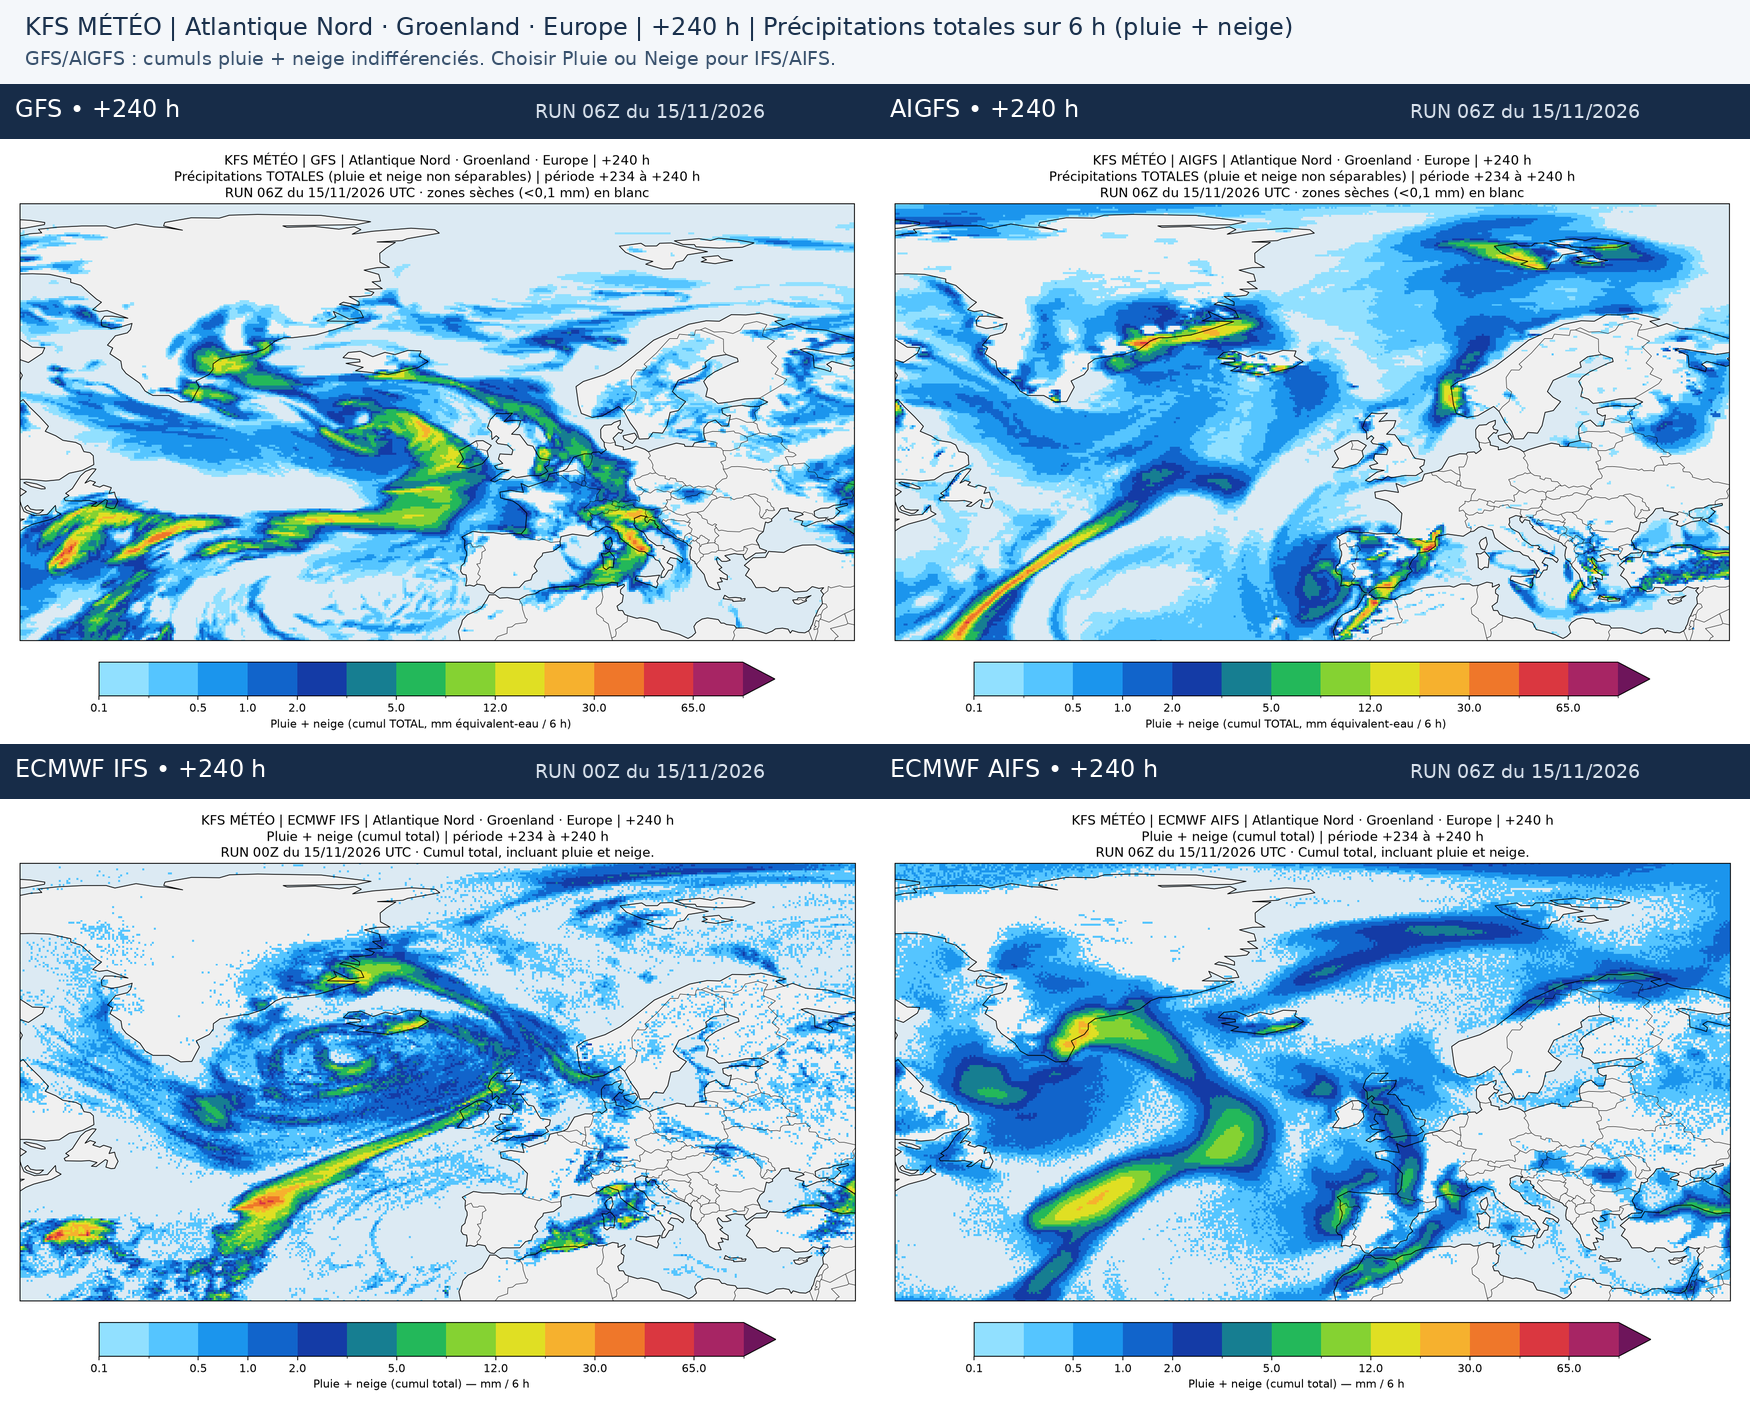 KFS MÉTÉO | Atlantique Nord · Groenland · Europe | +240 h | Précipitations totales sur 6 h (pluie + neige)
GFS/AIGFS : cumuls pluie + neige indifférenciés. Choisir Pluie ou Neige pour IFS/AIFS.
GFS • +240 h
RUN 06Z du 15/11/2026
AIGFS • +240 h
RUN 06Z du 15/11/2026
KFS MÉTÉO | GFS | Atlantique Nord · Groenland · Europe | +240 h
Précipitations TOTALES (pluie et neige non séparables) | période +234 à +240 h
RUN 06Z du 15/11/2026 UTC · zones sèches (<0,1 mm) en blanc
KFS MÉTÉO | AIGFS | Atlantique Nord · Groenland · Europe | +240 h
Précipitations TOTALES (pluie et neige non séparables) | période +234 à +240 h
RUN 06Z du 15/11/2026 UTC · zones sèches (<0,1 mm) en blanc
0.1 0.5 1.0 2.0 5.0 12.0 30.0 65.0
Pluie + neige (cumul TOTAL, mm équivalent-eau / 6 h)
0.1 0.5 1.0 2.0 5.0 12.0 30.0 65.0
Pluie + neige (cumul TOTAL, mm équivalent-eau / 6 h)
ECMWF IFS • +240 h
RUN 00Z du 15/11/2026
ECMWF AIFS • +240 h
RUN 06Z du 15/11/2026
KFS MÉTÉO | ECMWF IFS | Atlantique Nord · Groenland · Europe | +240 h
Pluie + neige (cumul total) | période +234 à +240 h
RUN 00Z du 15/11/2026 UTC · Cumul total, incluant pluie et neige.
KFS MÉTÉO | ECMWF AIFS | Atlantique Nord · Groenland · Europe | +240 h
Pluie + neige (cumul total) | période +234 à +240 h
RUN 06Z du 15/11/2026 UTC · Cumul total, incluant pluie et neige.
0.1 0.5 1.0 2.0 5.0 12.0 30.0 65.0
Pluie + neige (cumul total) — mm / 6 h
0.1 0.5 1.0 2.0 5.0 12.0 30.0 65.0
Pluie + neige (cumul total) — mm / 6 h